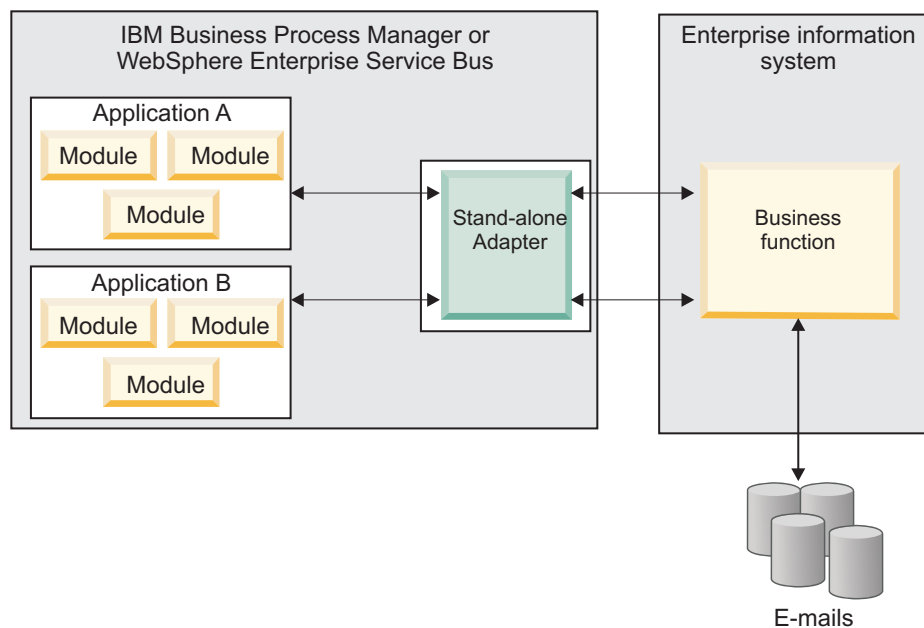 IBM Business Process Manager or
WebSphere Enterprise Service Bus
Application A
Module
Module
Module
Application B
Module
Module
Module
Stand-alone
Adapter
Enterprise information
system
Business
function
E-mails